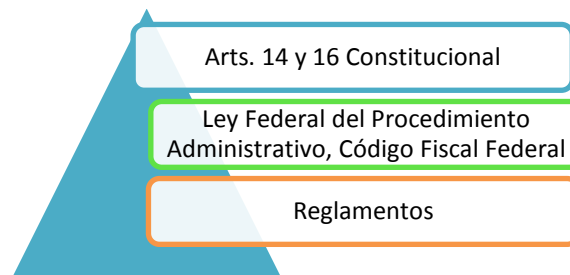 Arts. 14 y 16 Constitucional
Ley Federal del Procedimiento
Administrativo, Código Fiscal Federal
Reglamentos